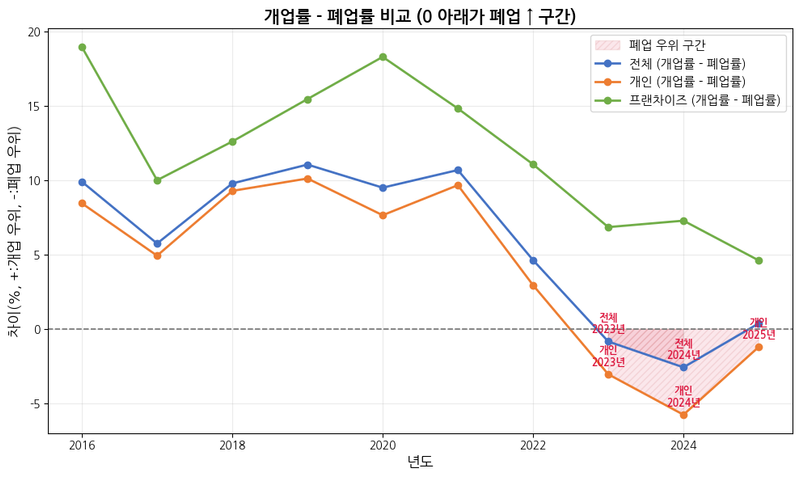 개업률 - 폐업률 비교 (0 아래가 폐업 ↑ 구간)
차이(%, +:개업 우위, -:폐업 우위)
20
15
10
5
0
-5
폐업 우위 구간
전체 (개업률 - 폐업률)
개인 (개업률 - 폐업률)
프랜차이즈 (개업률 - 폐업률)
전체
2023년
개인
2023년
전체
2024년
개인
2024년
개인
2025년
2016
2018
2020
2022
2024
년도